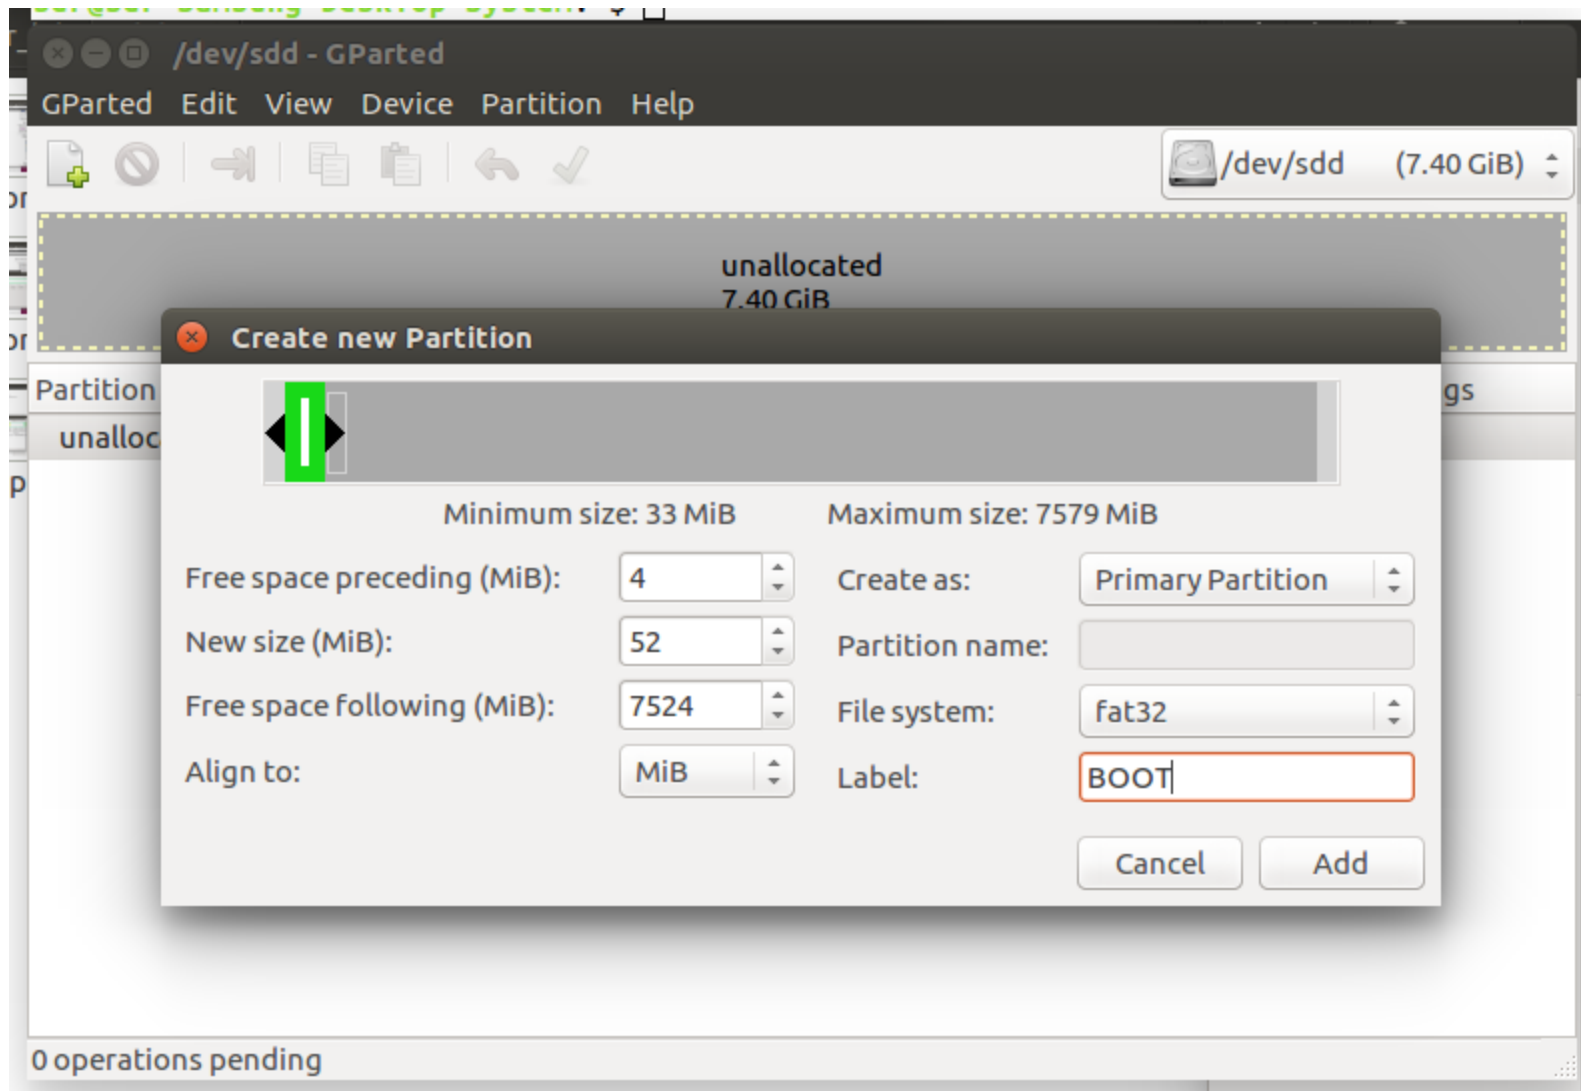 /dev/sdd - GParted
GParted Edit View Device Partition Help
/dev/sdd (7.40 GiB)
unallocated
7.40 GiB
Create new Partition
Partition
gs
unalloc
Minimum size: 33 MiB Maximum size: 7579 MiB
Free space preceding (MiB): 4 Create as: Primary Partition
New size (MiB): 52 Partition name:
Free space following (MiB): 7524 File system: fat32
Align to: MiB Label: BOOT
Cancel Add
0 operations pending